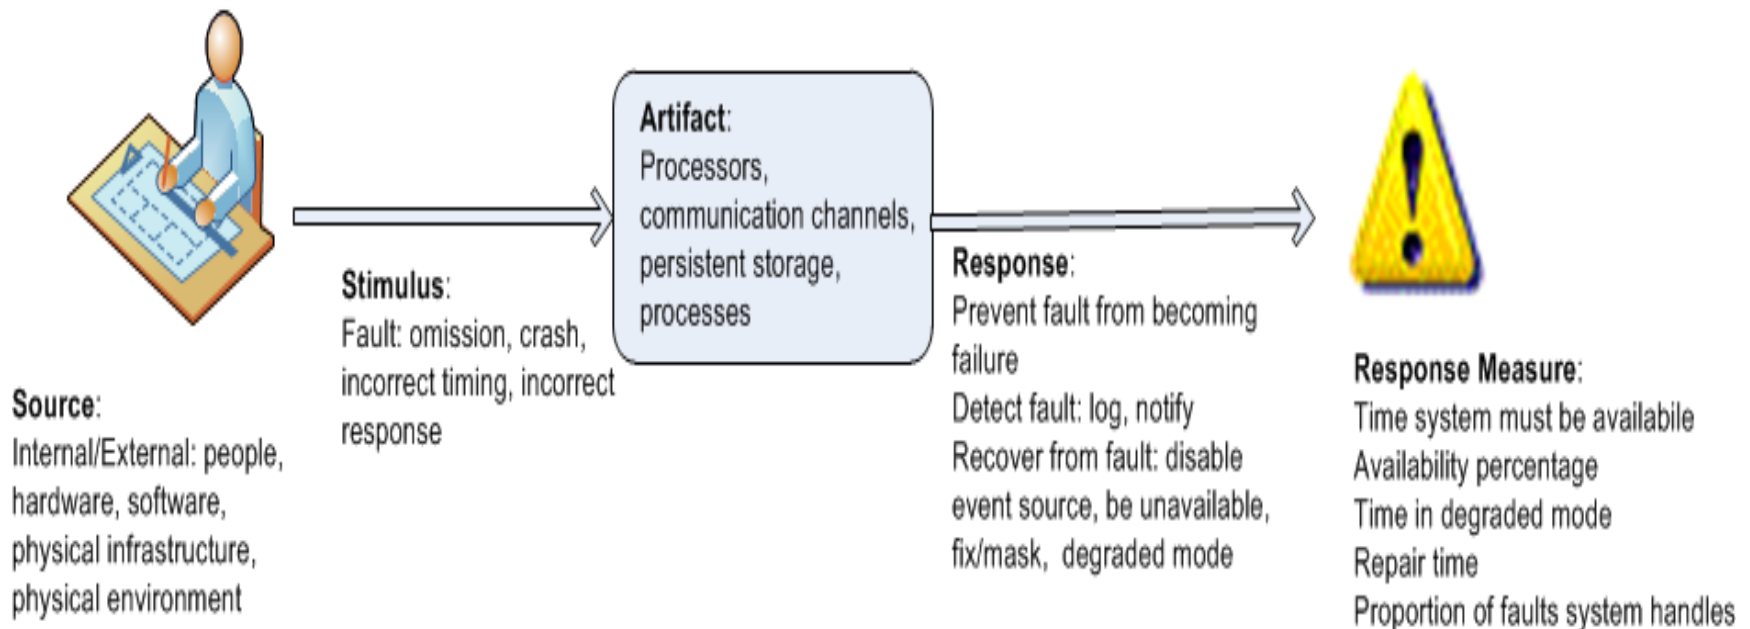 Source:
Internal/External: people,
hardware, software,
physical infrastructure,
physical environment
Stimulus:
Fault: omission, crash,
incorrect timing, incorrect
response
Artifact:
Processors,
communication channels,
persistent storage,
processes
Response:
Prevent fault from becoming
failure
Detect fault: log, notify
Recover from fault: disable
event source, be unavailable,
fix/mask, degraded mode
Response Measure:
Time system must be availabile
Availability percentage
Time in degraded mode
Repair time
Proportion of faults system handles